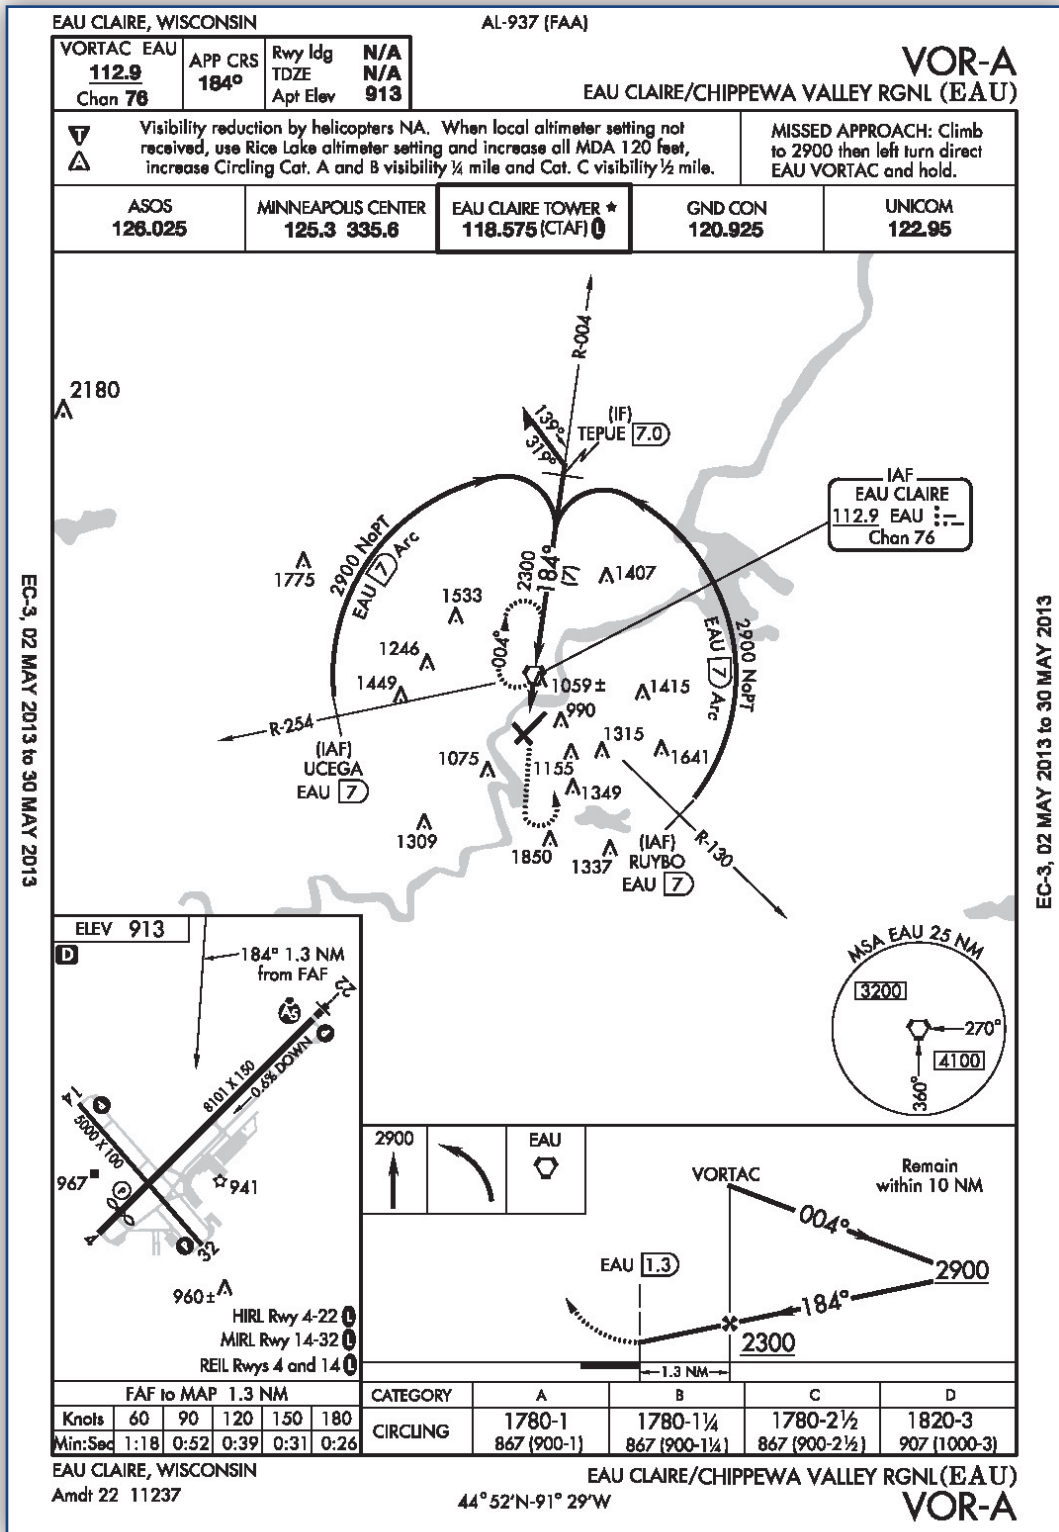 EAU CLAIRE, WISCONSIN
AL-937 (FAA)
VORTAC EAU
112.9
Chan 76
APP CRS
184°
Rwy ldg N/A
TDZE N/A
Apt Elev 913
VOR-A
EAU CLAIRE/CHIPPEWA VALLEY RGNL (EAU)
T
A
Visibility reduction by helicopters NA. When local altimeter setting not
received, use Rice Lake altimeter setting and increase all MDA 120 feet,
increase Circling Cat. A and B visibility ¼ mile and Cat. C visibility ½ mile.
MISSED APPROACH: Climb
to 2900 then left turn direct
EAU VORTAC and hold.
ASOS
126.025
MINNEAPOLIS CENTER
125.3 335.6
EAU CLAIRE TOWER ★
118.575 (CTAF) L
GND CON
120.925
UNICOM
122.95
R-004
2180
139°
319°
(IF)
TEPUE 7.0
IAF
EAU CLAIRE
112.9 EAU
Chan 76
2900 NoPT
EAU 7 Arc
1775
1533
2300
184°
(7)
1407
1246
004°
1449
1059±
990
1415
2900 NoPT
EAU 7 Arc
R-254
(IAF)
UCEGA
EAU 7
1075
1155
1315
1641
1349
1309
1850
1337
(IAF)
RUYBO
EAU 7
R-130
EC-3, 02 MAY 2013 to 30 MAY 2013
EC-3, 02 MAY 2013 to 30 MAY 2013
ELEV 913
D
184° 1.3 NM
from FAF
22
A5
8101 X 150
0.6% DOWN
14
5000 X 100
967
P
941
4
32
960±
HIRL Rwy 4-22 L
MIRL Rwy 14-32 L
REIL Rwys 4 and 14 L
MSA EAU 25 NM
3200
270°
4100
360°
2900
EAU
VORTAC
Remain
within 10 NM
004°
2900
EAU 1.3
184°
2300
1.3 NM
FAF to MAP 1.3 NM
Knots 60 90 120 150 180
Min:Sec 1:18 0:52 0:39 0:31 0:26
CATEGORY A B C D
CIRCLING
1780-1
867 (900-1)
1780-1¼
867 (900-1¼)
1780-2½
867 (900-2½)
1820-3
907 (1000-3)
EAU CLAIRE, WISCONSIN
Amdt 22 11237
44°52'N-91°29'W
EAU CLAIRE/CHIPPEWA VALLEY RGNL (EAU)
VOR-A